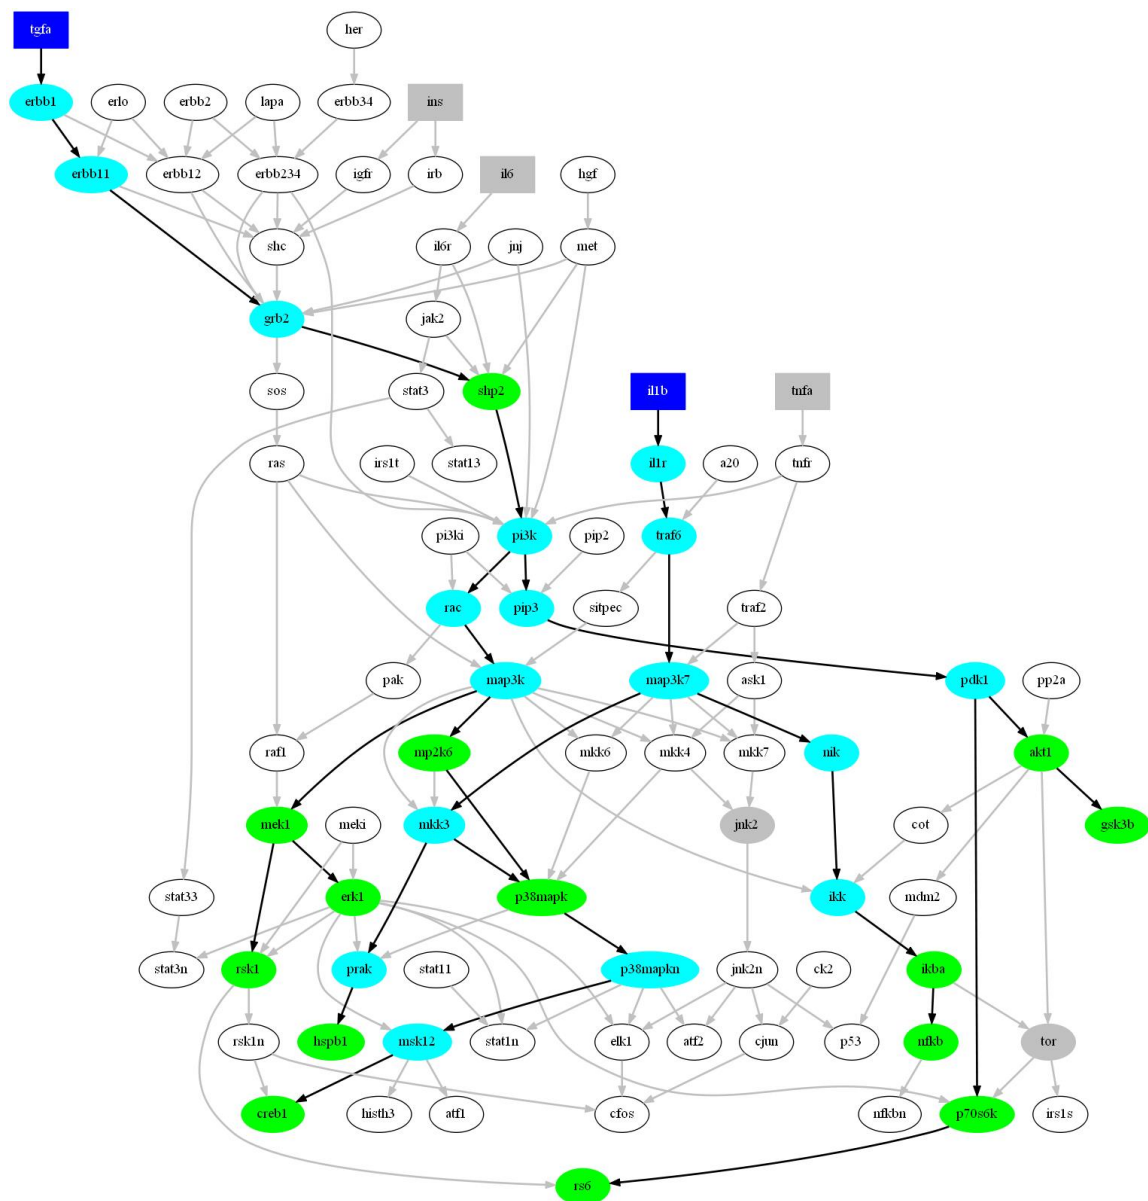 tgfa her
erbb1 erlo erbb2 lapa erbb34 ins
erbb11 erbb12 erbb234 igfr irb il6 hgf
shc il6r jnj met
grb2 jak2
sos stat3 shp2 il1b tnfa
ras irs1t stat13 il1r a20 tnfr
pi3ki pi3k pip2 traf6
rac pip3 sitpec traf2
pak map3k map3k7 ask1 pdk1 pp2a
raf1 mp2k6 mkk6 mkk4 mkk7 nik akt1
mek1 meki mkk3 jnk2 cot gsk3b
stat33 erk1 p38mapk ikk mdm2
stat3n rsk1 prak stat11 p38mapkn jnk2n ck2 ikba
rsk1n hspb1 msk12 stat1n elk1 atf2 cjun p53 nfkb tor
creb1 histh3 atf1 cfos nfkbn p70s6k irs1s
rs6